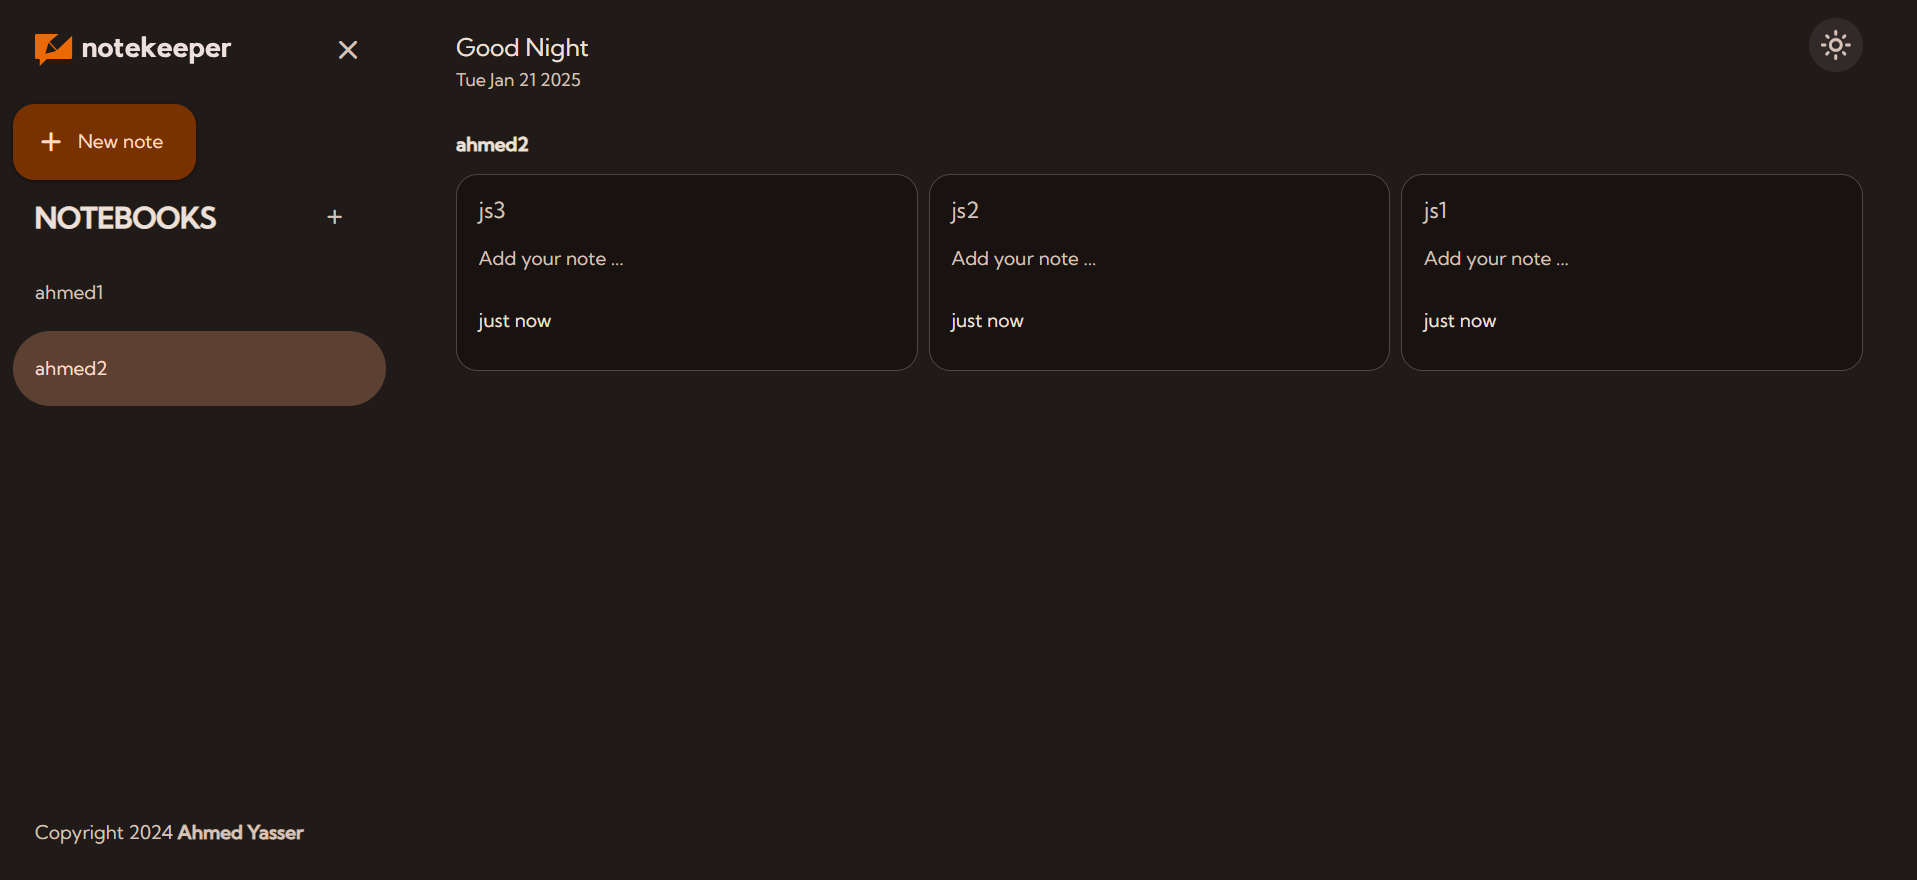 notekeeper
New note
NOTEBOOKS
ahmed1
ahmed2
Copyright 2024 Ahmed Yasser
Good Night
Tue Jan 21 2025
ahmed2
js3
Add your note ...
just now
js2
Add your note ...
just now
js1
Add your note ...
just now